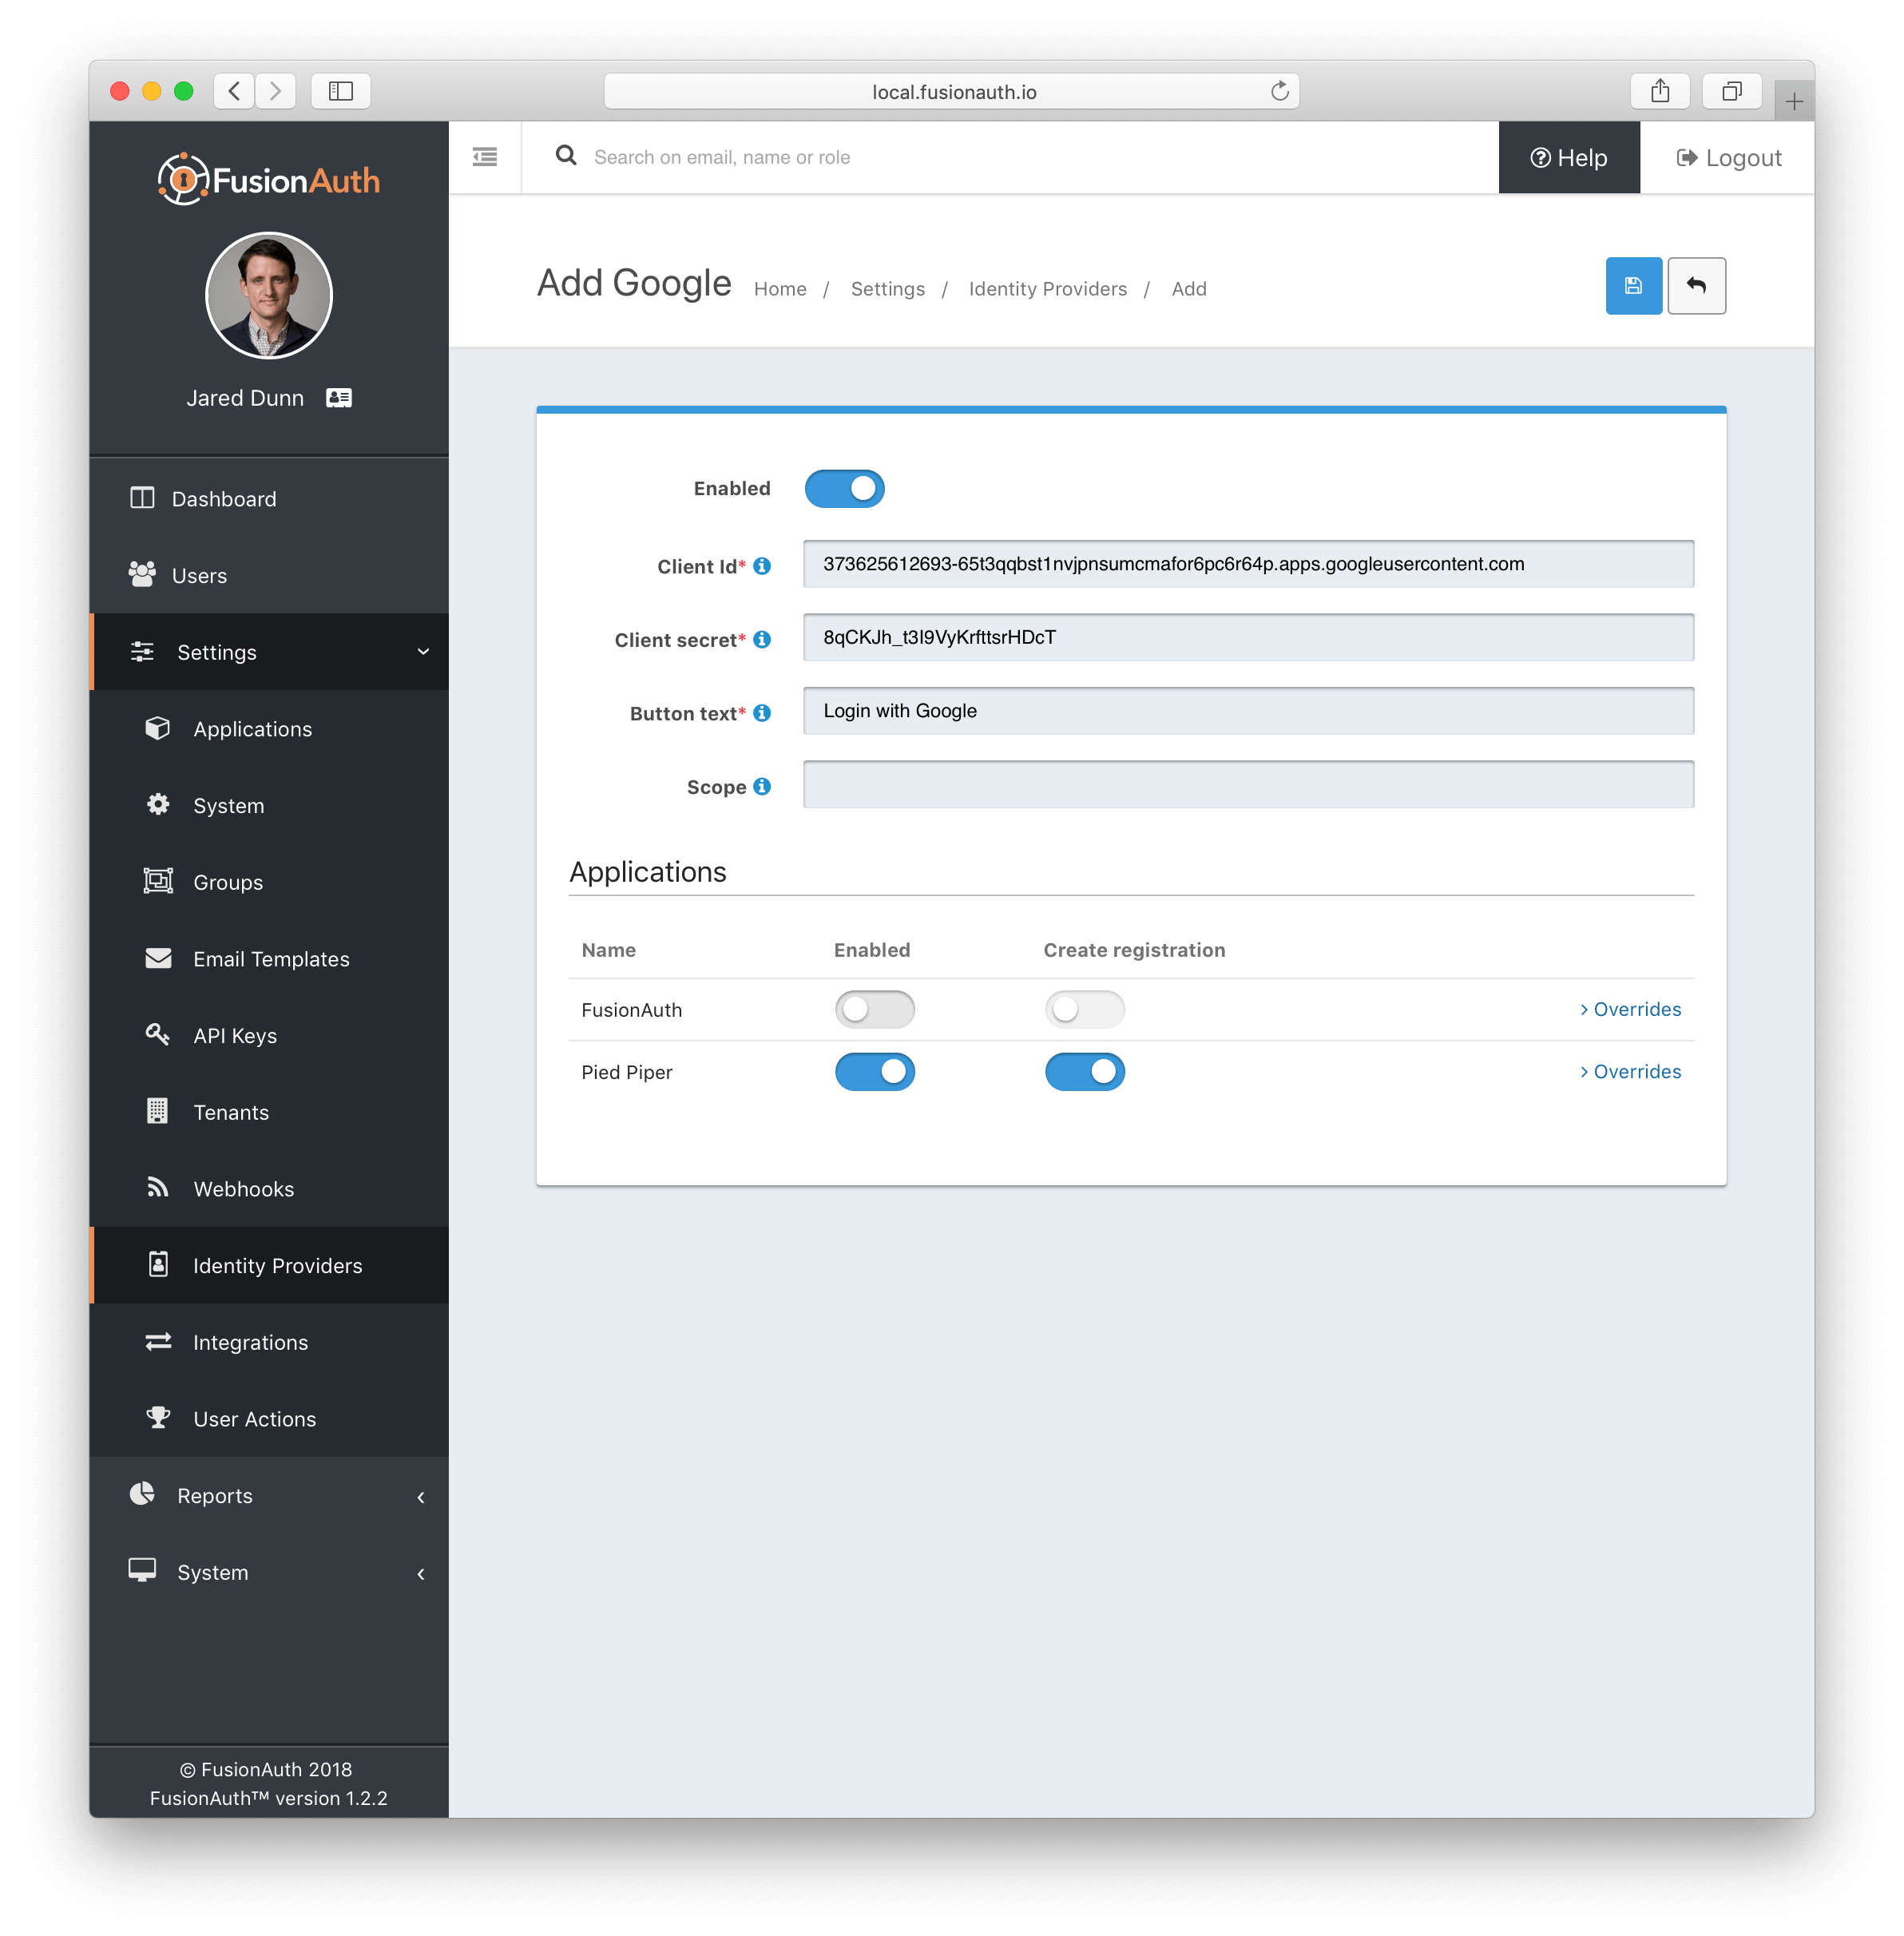 local.fusionauth.io
FusionAuth
Search on email, name or role
Help
Logout
Jared Dunn
Add Google
Home / Settings / Identity Providers / Add
Dashboard
Users
Settings
Applications
System
Groups
Email Templates
API Keys
Tenants
Webhooks
Identity Providers
Integrations
User Actions
Reports
System
© FusionAuth 2018
FusionAuth™ version 1.2.2
Enabled
Client Id* 373625612693-65t3qqbst1nvjpnsumcmafor6pc6r64p.apps.googleusercontent.com
Client secret* 8qCKJh_t3I9VyKrfttsrHDcT
Button text* Login with Google
Scope
Applications
Name Enabled Create registration
FusionAuth Overrides
Pied Piper Overrides